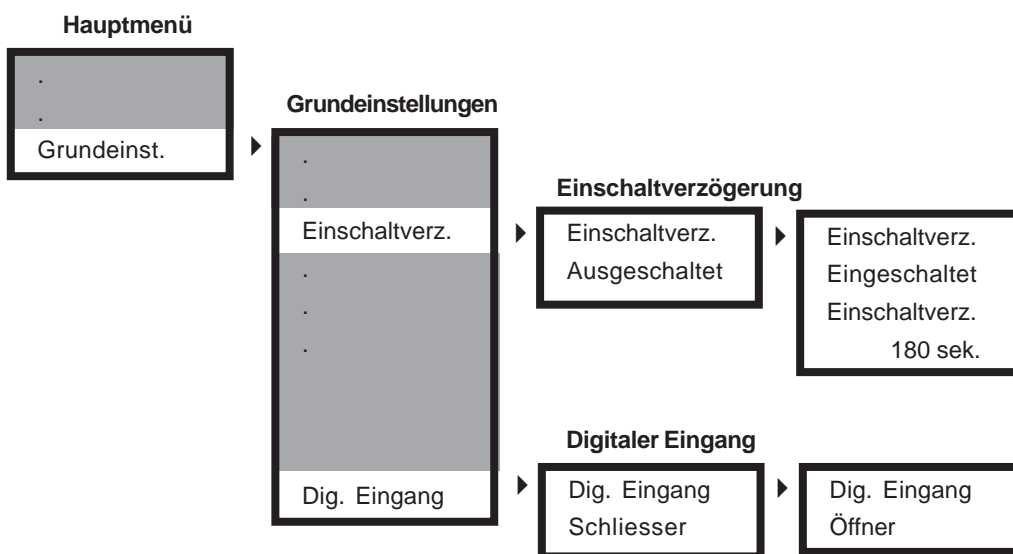 Hauptmenü
.
.
Grundeinst.
Grundeinstellungen
.
.
Einschaltverz.
.
.
.
Dig. Eingang
Einschaltverzögerung
Einschaltverz.
Ausgeschaltet
Einschaltverz.
Eingeschaltet
Einschaltverz.
180 sek.
Digitaler Eingang
Dig. Eingang
Schliesser
Dig. Eingang
Öffner